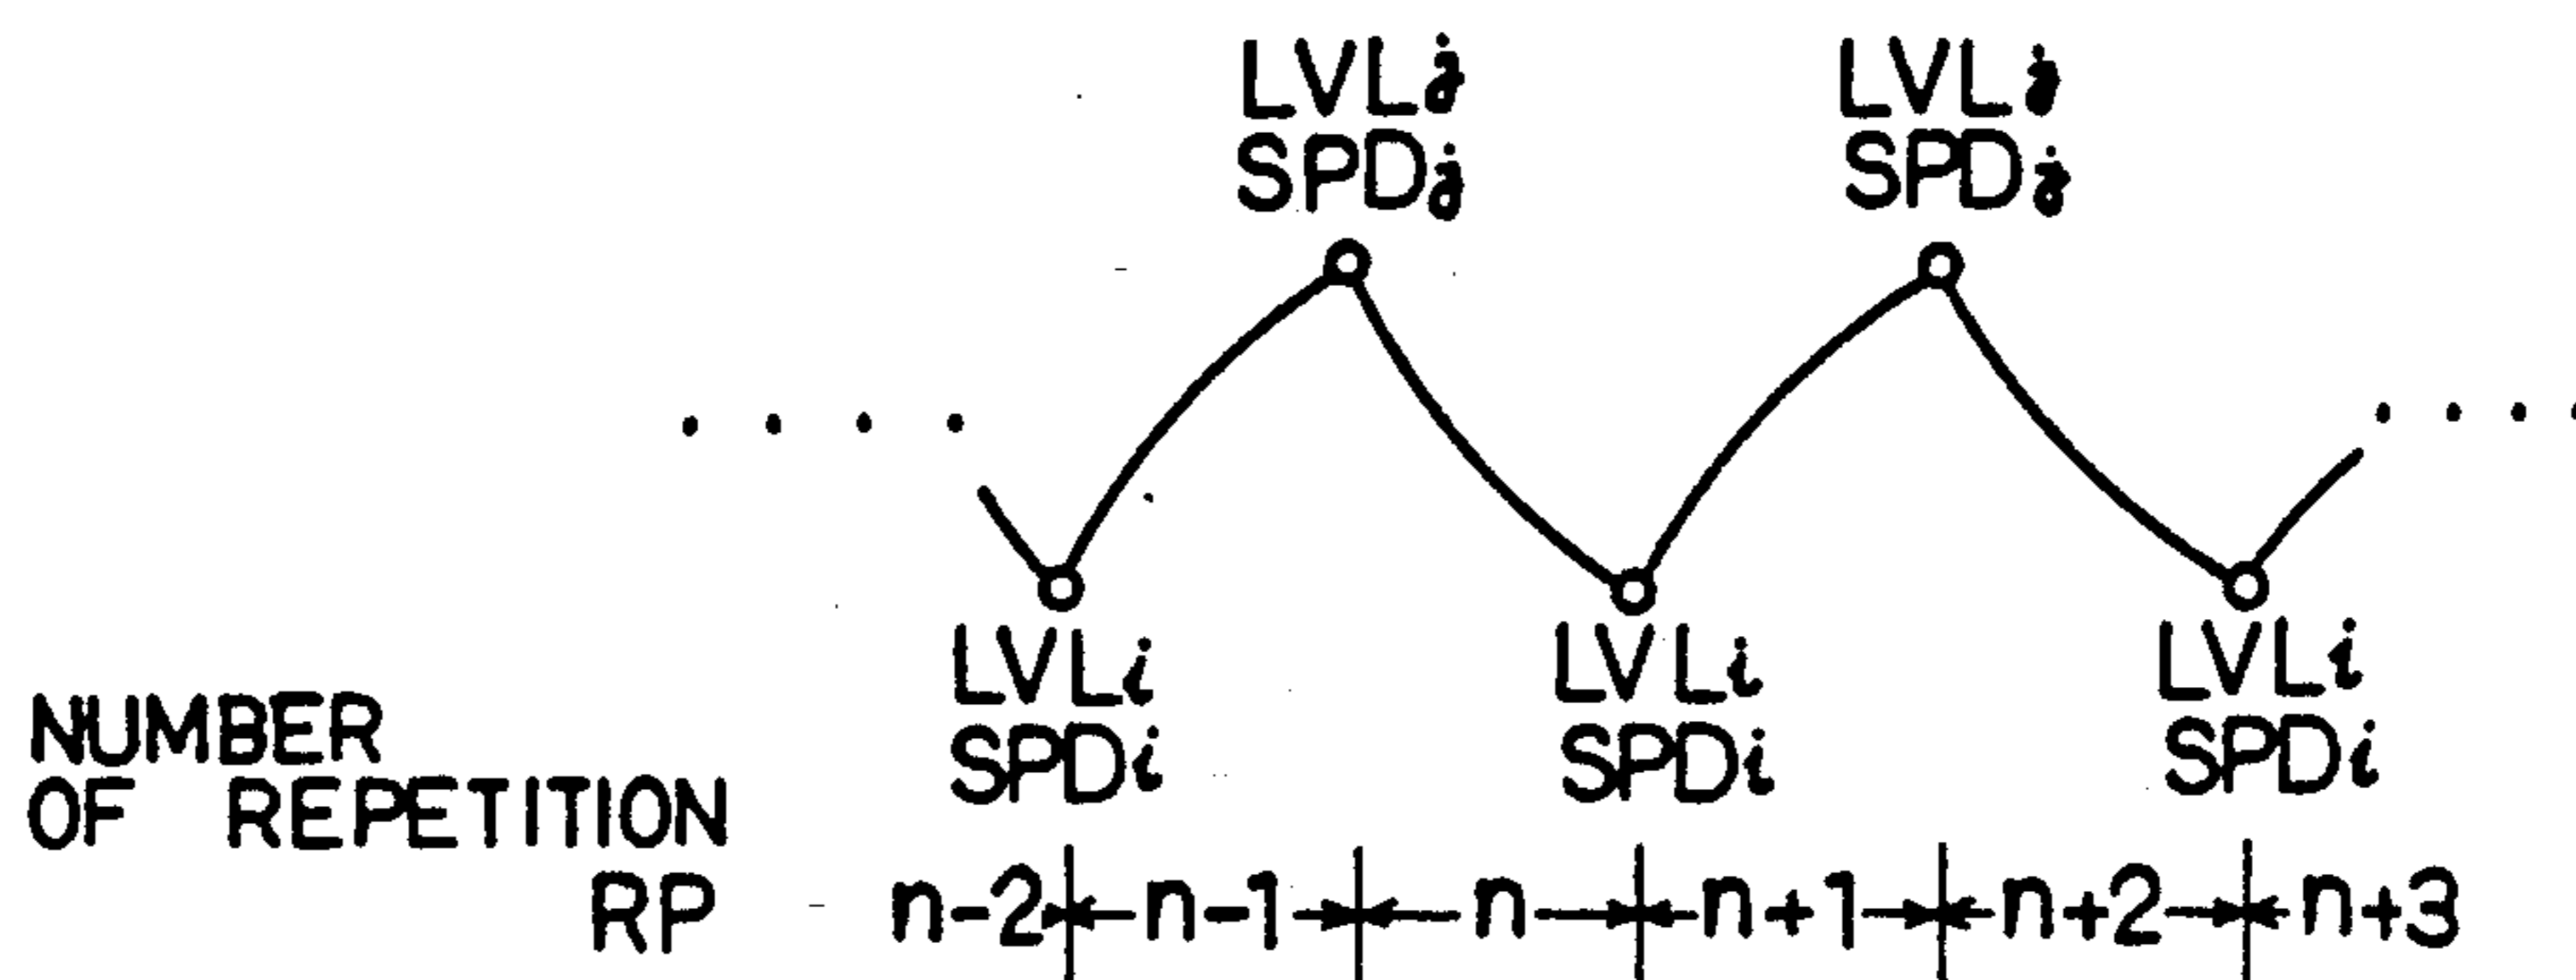 LVLj LVLj
SPDj SPDj
LVLi LVLi LVLi
SPDi SPDi SPDi
NUMBER
OF REPETITION
RP n-2 n-1 n n+1 n+2 n+3